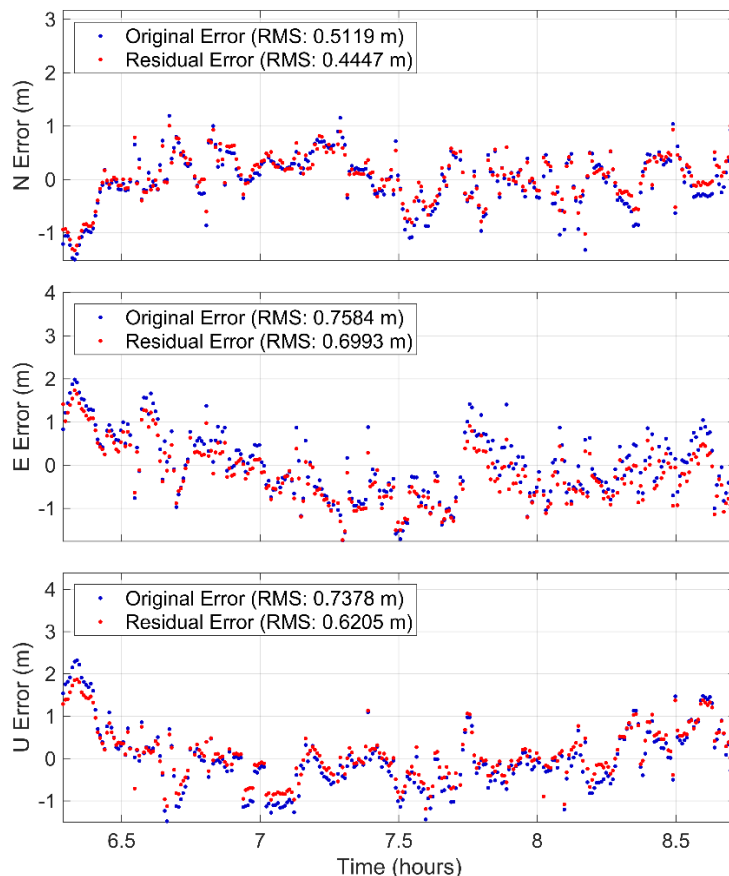 3
Original Error (RMS: 0.5119 m)
Residual Error (RMS: 0.4447 m)
2
1
0
-1
N Error (m)
4
Original Error (RMS: 0.7584 m)
Residual Error (RMS: 0.6993 m)
3
2
1
0
-1
E Error (m)
4
Original Error (RMS: 0.7378 m)
Residual Error (RMS: 0.6205 m)
3
2
1
0
-1
U Error (m)
6.5 7 7.5 8 8.5
Time (hours)